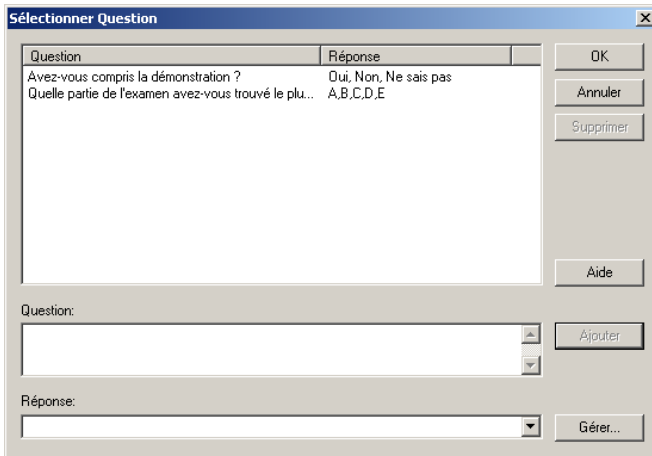 Sélectionner Question
Question Réponse
Avez-vous compris la démonstration ? Oui, Non, Ne sais pas
Quelle partie de l'examen avez-vous trouvé le plu... A,B,C,D,E
OK
Annuler
Supprimer
Aide
Question:
Ajouter
Réponse:
Gérer...